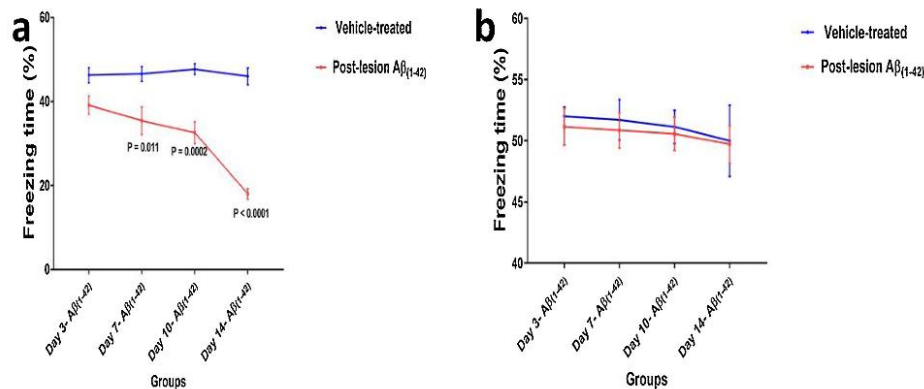 a
Freezing time (%)
60
40
20
0
Vehicle-treated
Post-lesion Aβ(1-42)
P = 0.011
P = 0.0002
P < 0.0001
Day 3- Aβ(1-42)
Day 7- Aβ(1-42)
Day 10- Aβ(1-42)
Day 14- Aβ(1-42)
Groups
b
Freezing time (%)
60
55
50
45
40
Vehicle-treated
Post-lesion Aβ(1-42)
Day 3- Aβ(1-42)
Day 7- Aβ(1-42)
Day 10- Aβ(1-42)
Day 14- Aβ(1-42)
Groups